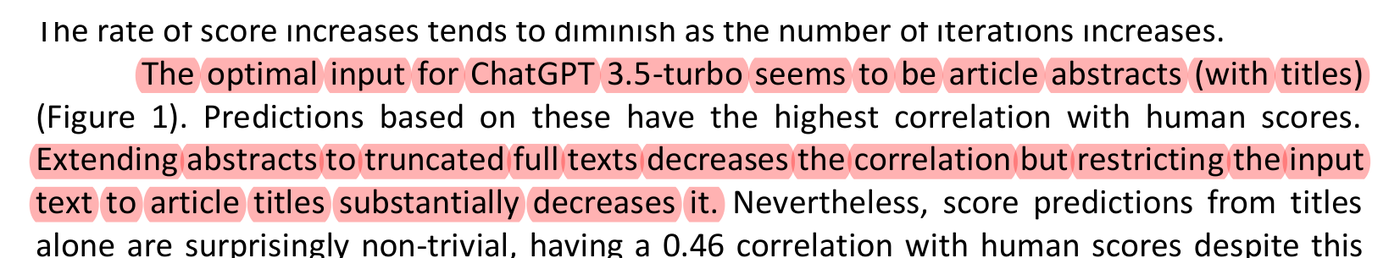 The rate of score increases tends to diminish as the number of iterations increases.
The optimal input for ChatGPT 3.5-turbo seems to be article abstracts (with titles)
(Figure 1). Predictions based on these have the highest correlation with human scores.
Extending abstracts to truncated full texts decreases the correlation but restricting the input
text to article titles substantially decreases it. Nevertheless, score predictions from titles
alone are surprisingly non-trivial, having a 0.46 correlation with human scores despite this